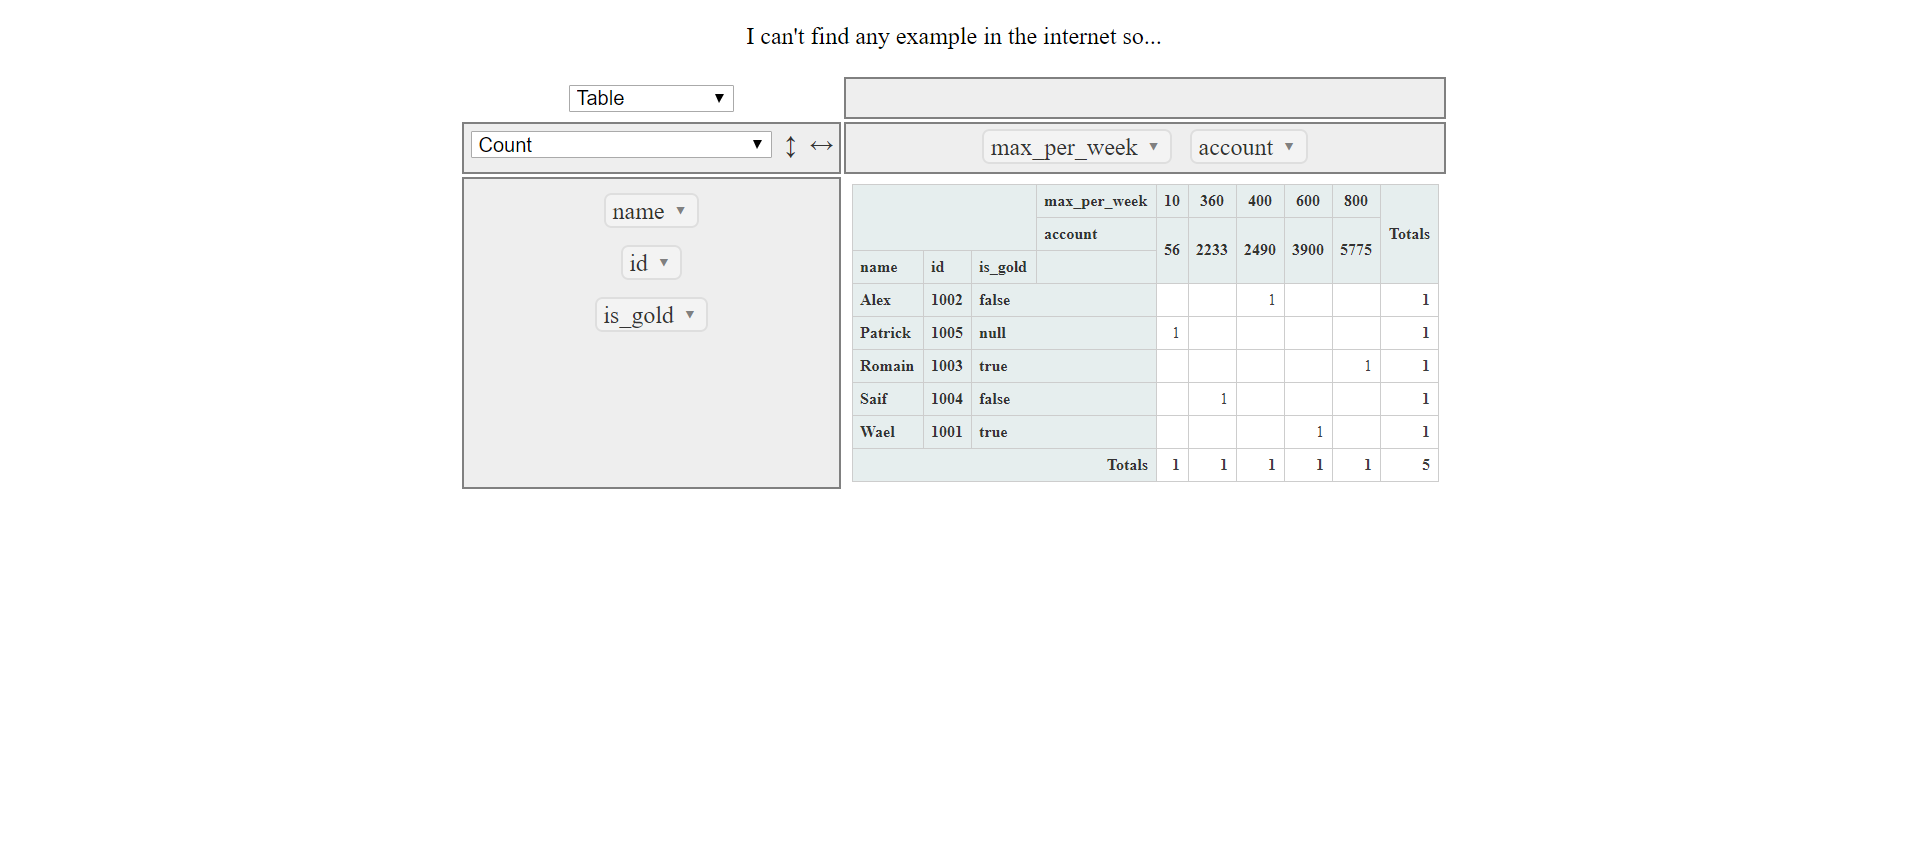 I can't find any example in the internet so...
Table
Count
max_per_week account
name
id
is_gold
max_per_week 10 360 400 600 800 Totals
account 56 2233 2490 3900 5775
name id is_gold
Alex 1002 false 1 1
Patrick 1005 null 1 1
Romain 1003 true 1 1
Saif 1004 false 1 1
Wael 1001 true 1 1
Totals 1 1 1 1 1 5